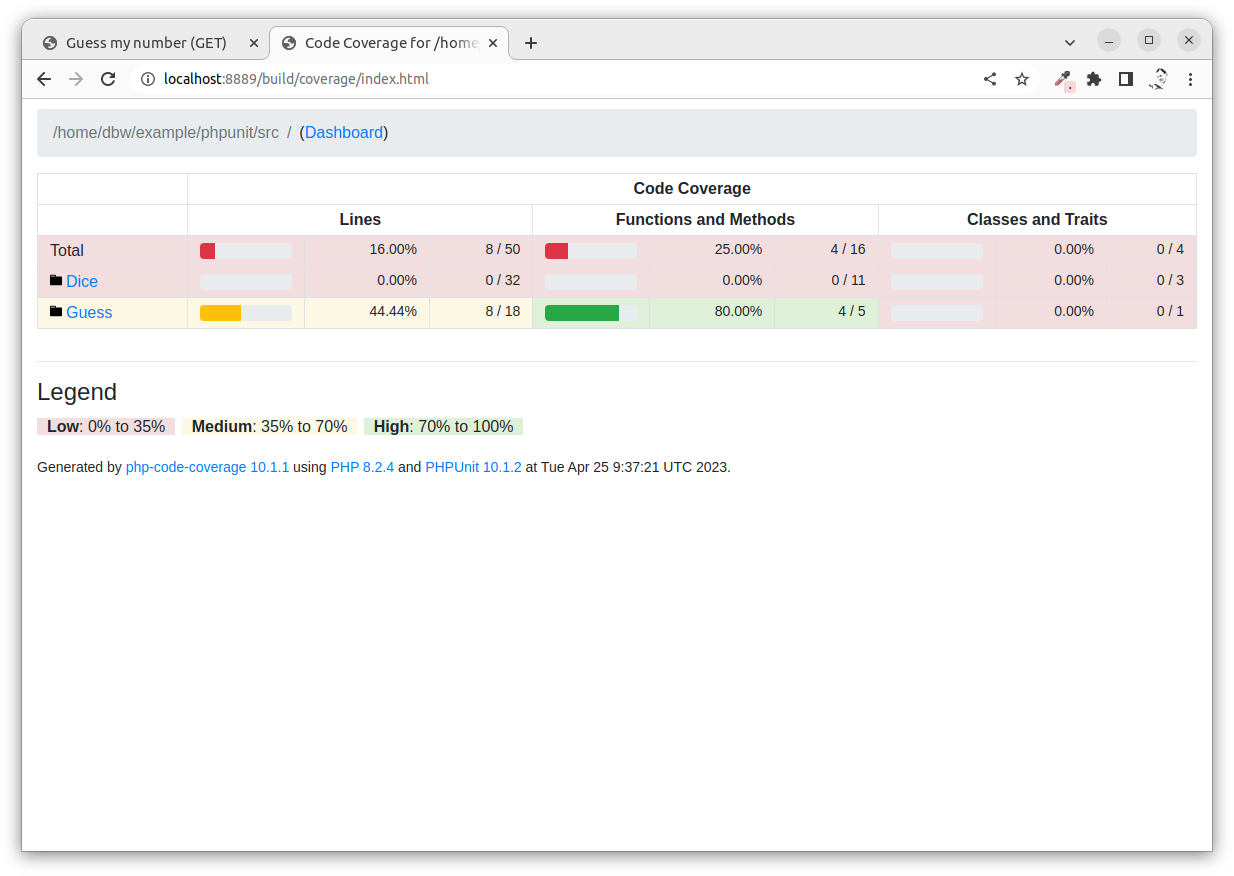 Guess my number (GET)
Code Coverage for /home
localhost:8889/build/coverage/index.html
/home/dbw/example/phpunit/src / (Dashboard)
Code Coverage
Lines Functions and Methods Classes and Traits
Total 16.00% 8 / 50 25.00% 4 / 16 0.00% 0 / 4
Dice 0.00% 0 / 32 0.00% 0 / 11 0.00% 0 / 3
Guess 44.44% 8 / 18 80.00% 4 / 5 0.00% 0 / 1
Legend
Low: 0% to 35% Medium: 35% to 70% High: 70% to 100%
Generated by php-code-coverage 10.1.1 using PHP 8.2.4 and PHPUnit 10.1.2 at Tue Apr 25 9:37:21 UTC 2023.